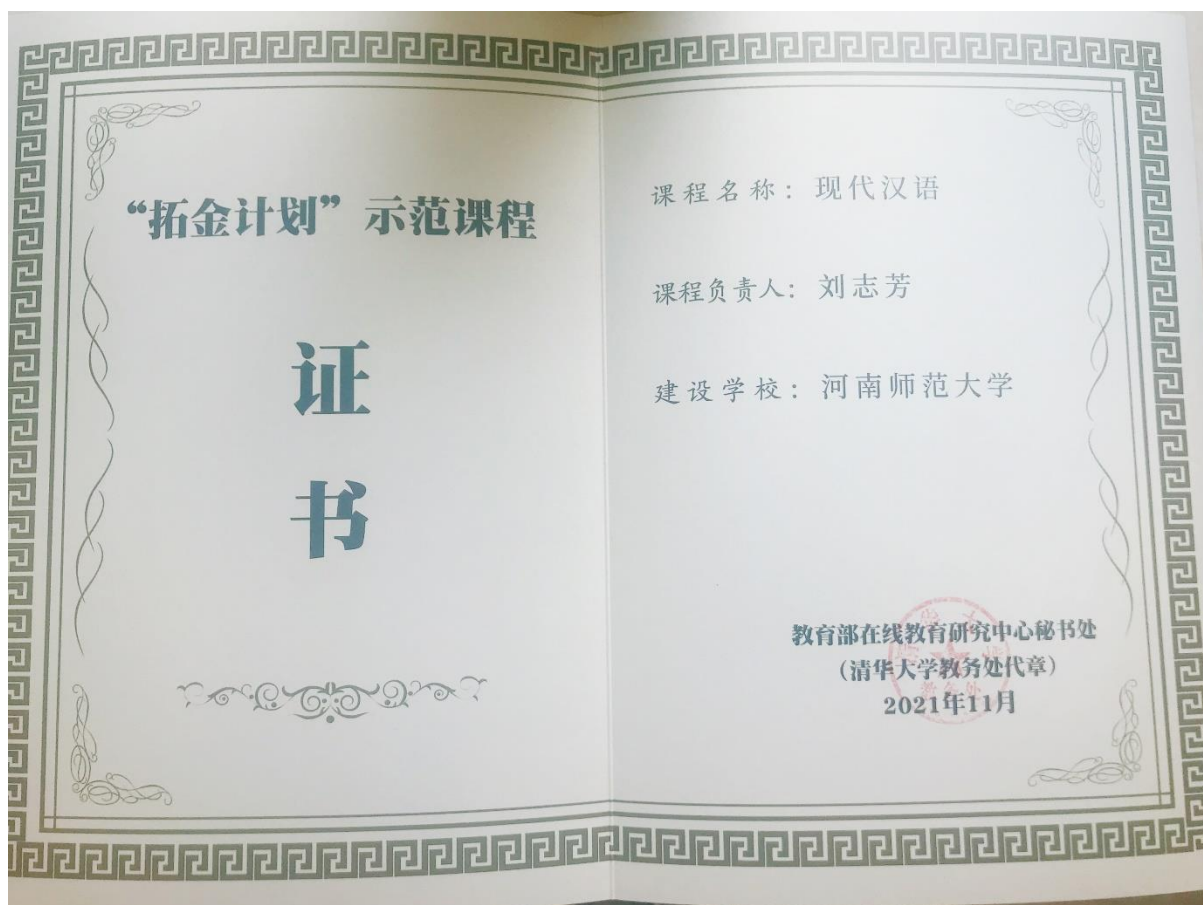 “拓金计划”示范课程
证
书
课程名称：现代汉语
课程负责人：刘志芳
建设学校：河南师范大学
教育部在线教育研究中心秘书处
（清华大学教务处代章）
2021年11月